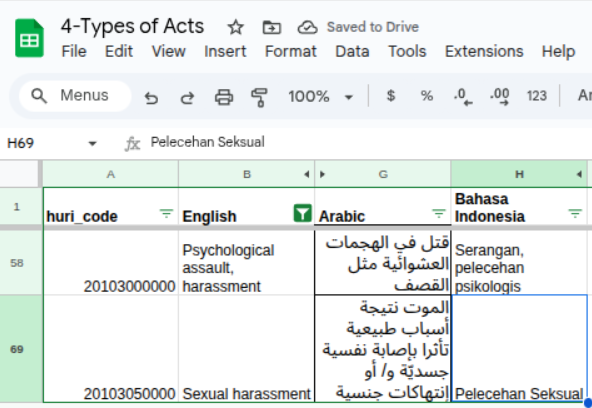 4-Types of Acts
Saved to Drive
File Edit View Insert Format Data Tools Extensions Help
Menus 100% $ % .0 .00 123
H69 fx Pelecehan Seksual
A B G H
1 huri_code English Arabic Bahasa
Indonesia
58 20103000000 Psychological
assault,
harassment
قتل في الهجمات
العشوائية مثل
القصف
Serangan,
pelecehan
psikologis
69 20103050000 Sexual harassment
الموت نتيجة
أسباب طبيعية
تأثرا بإصابة نفسية
جسديّة و/ أو
إنتهاكات جنسية
Pelecehan Seksual